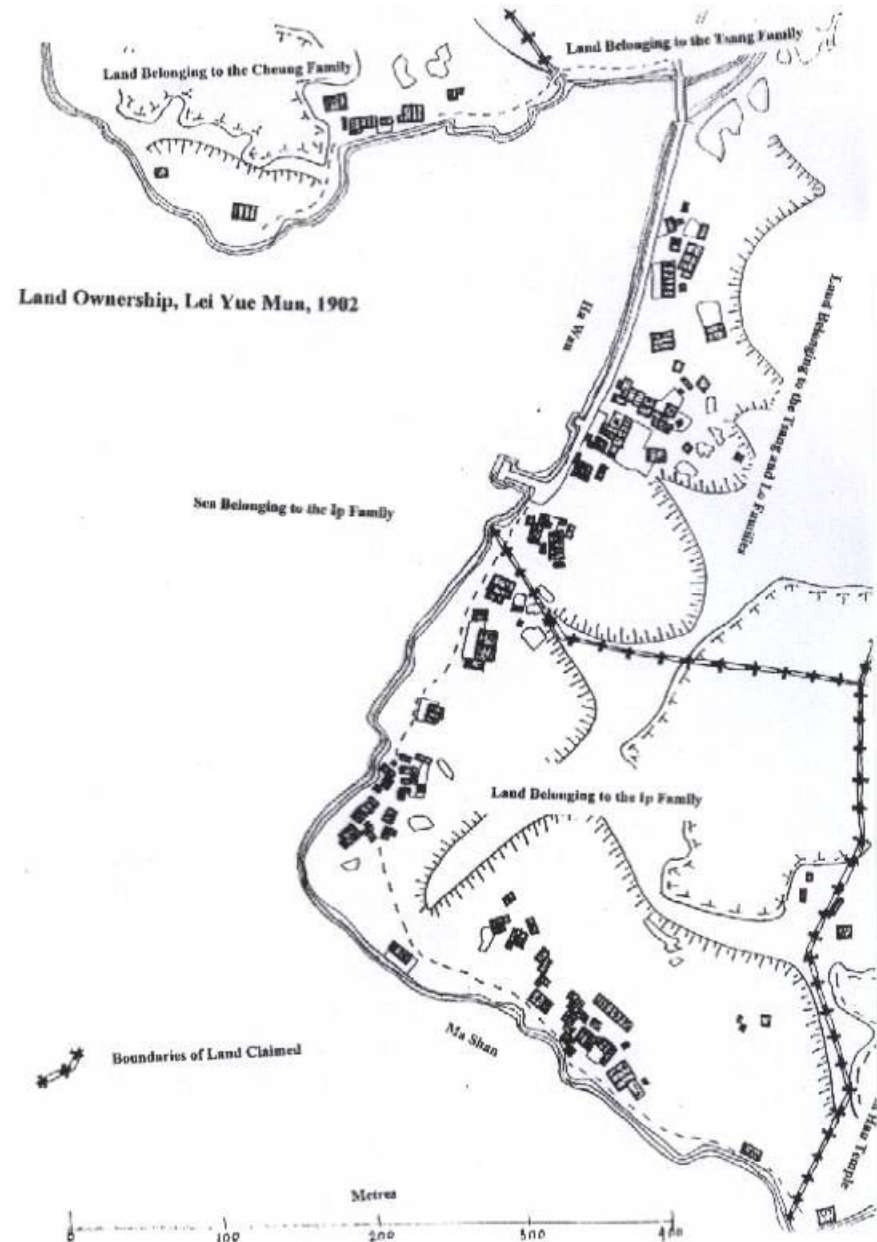 Land Belonging to the Tsang Family
Land Belonging to the Cheung Family
Land Ownership, Lei Yue Mun, 1902
Ha Wan
Land Belonging to the Tsang and Lo Families
Sea Belonging to the Ip Family
Land Belonging to the Ip Family
Ma Shan
Boundaries of Land Claimed
Hau Temple
Metres
0 100 200 300 400